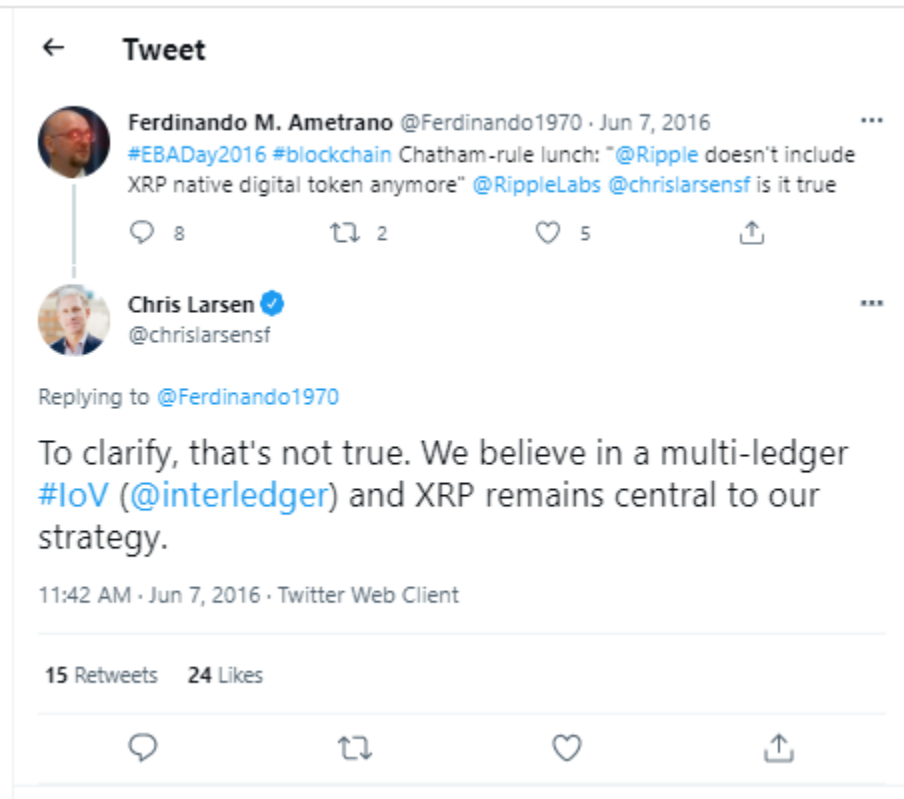 Tweet
Ferdinando M. Ametrano @Ferdinando1970 · Jun 7, 2016
#EBADay2016 #blockchain Chatham-rule lunch: "@Ripple doesn't include
XRP native digital token anymore" @RippleLabs @chrislarsensf is it true
8 2 5
Chris Larsen
@chrislarsensf
Replying to @Ferdinando1970
To clarify, that's not true. We believe in a multi-ledger
#IoV (@interledger) and XRP remains central to our
strategy.
11:42 AM · Jun 7, 2016 · Twitter Web Client
15 Retweets 24 Likes